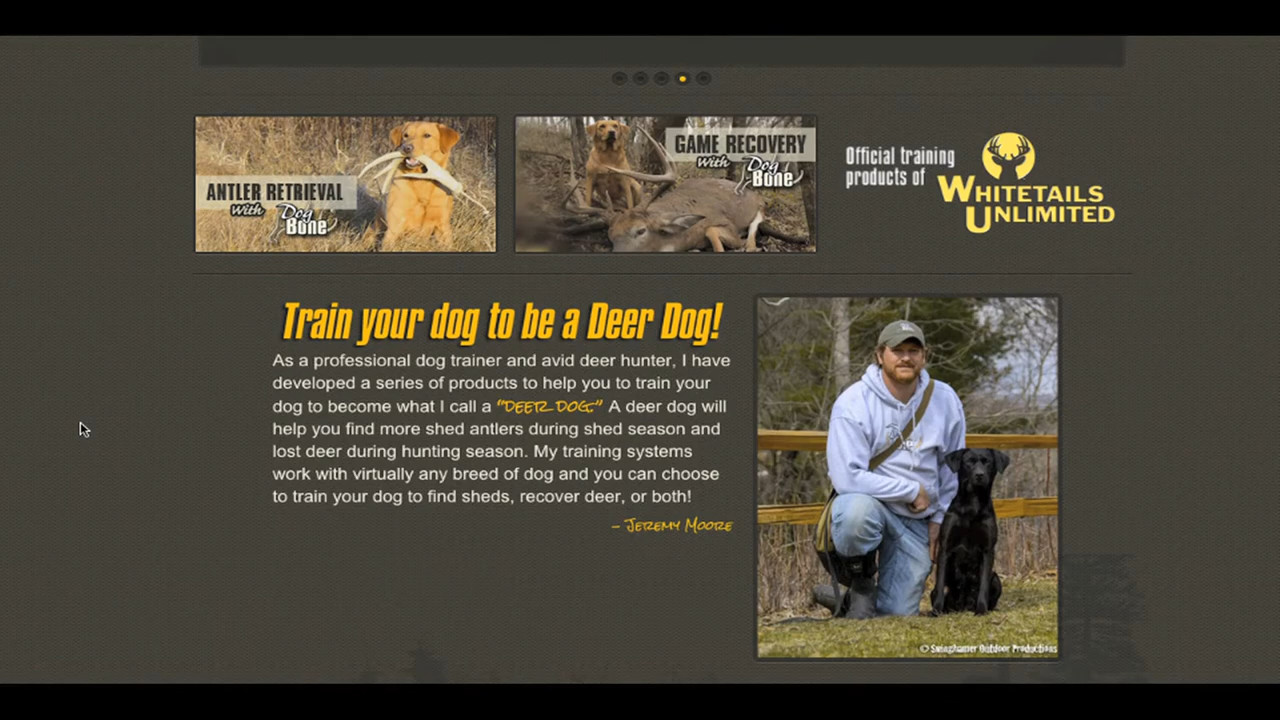 ANTLER RETRIEVAL
With Dog
Bone
GAME RECOVERY
With Dog
Bone
Official training
products of
WHITETAILS
UNLIMITED
Train your dog to be a Deer Dog!
As a professional dog trainer and avid deer hunter, I have
developed a series of products to help you to train your
dog to become what I call a “DEER DOG.” A deer dog will
help you find more shed antlers during shed season and
lost deer during hunting season. My training systems
work with virtually any breed of dog and you can choose
to train your dog to find sheds, recover deer, or both!
– JEREMY MOORE
© Swinghamer Outdoor Productions